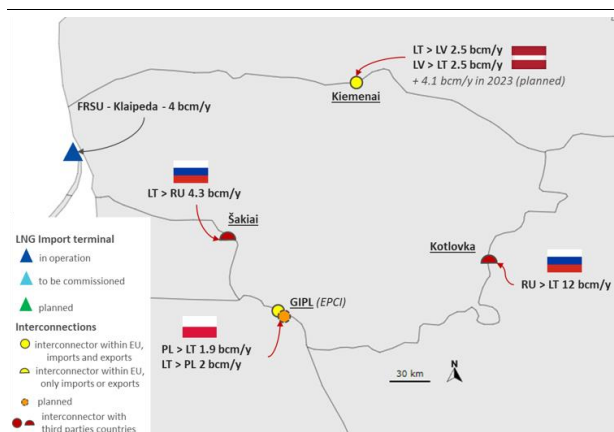 LT > LV 2.5 bcm/y
LV > LT 2.5 bcm/y
+ 4.1 bcm/y in 2023 (planned)
Kiemenai
FRSU - Klaipeda - 4 bcm/y
LT > RU 4.3 bcm/y
Šakiai
Kotlovka
RU > LT 12 bcm/y
GIPL (EPCI)
PL > LT 1.9 bcm/y
LT > PL 2 bcm/y
30 km
N
LNG Import terminal
in operation
to be commissioned
planned
Interconnections
interconnector within EU,
imports and exports
interconnector within EU,
only imports or exports
planned
interconnector with
third parties countries